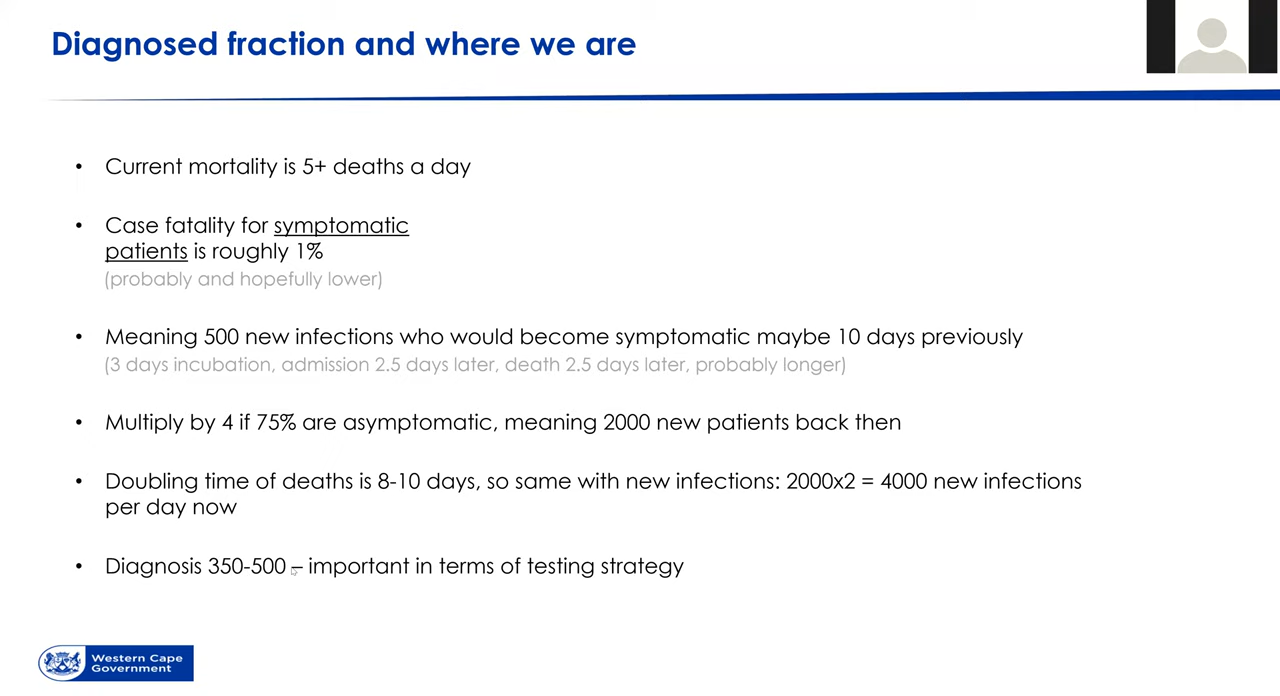 Diagnosed fraction and where we are
• Current mortality is 5+ deaths a day
• Case fatality for symptomatic
patients is roughly 1%
(probably and hopefully lower)
• Meaning 500 new infections who would become symptomatic maybe 10 days previously
(3 days incubation, admission 2.5 days later, death 2.5 days later, probably longer)
• Multiply by 4 if 75% are asymptomatic, meaning 2000 new patients back then
• Doubling time of deaths is 8-10 days, so same with new infections: 2000x2 = 4000 new infections
per day now
• Diagnosis 350-500 – important in terms of testing strategy
Western Cape
Government